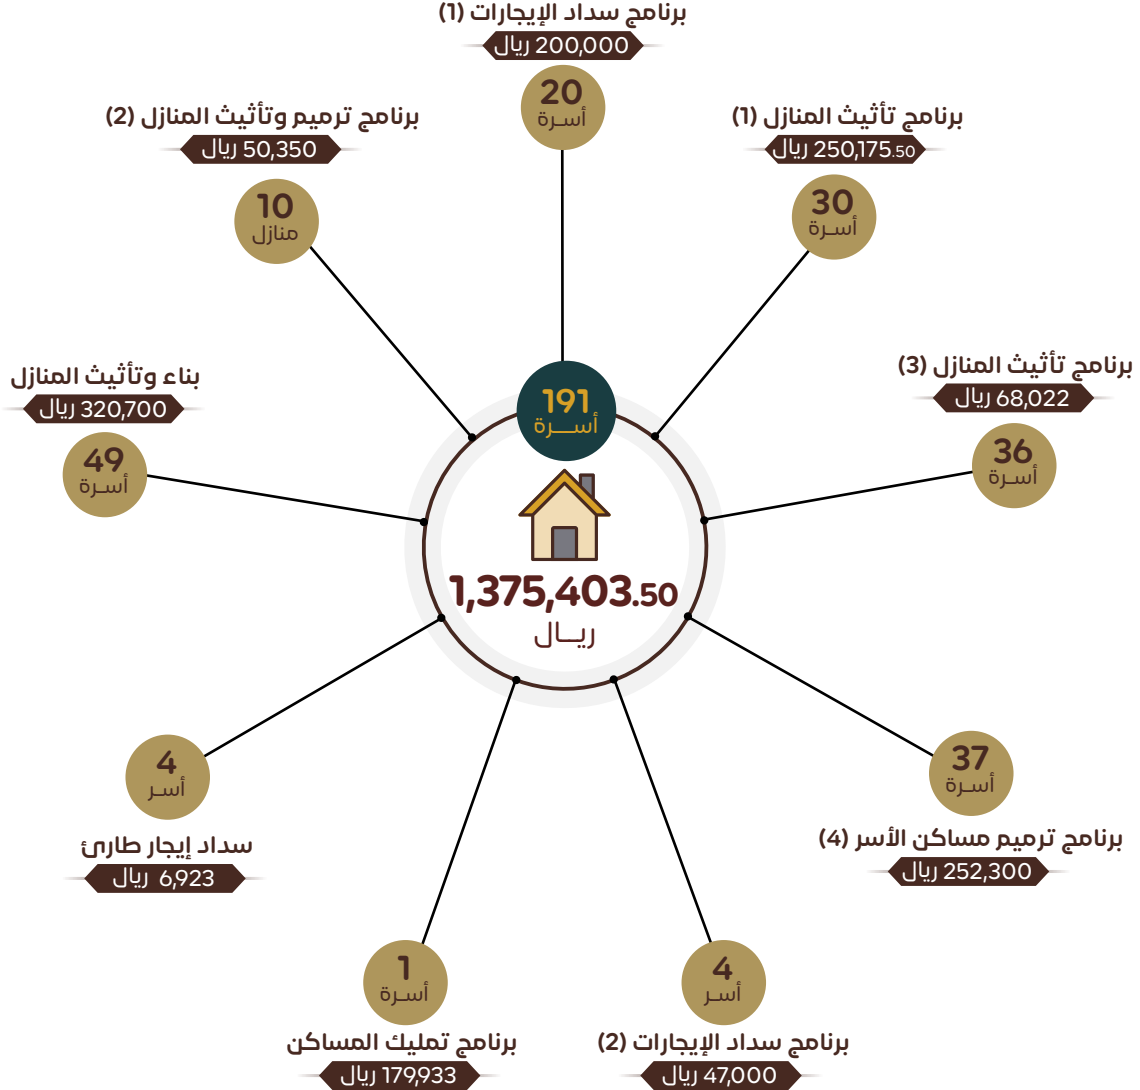 برنامج سداد الإيجارات (1)
200,000 ريال
20
أسرة
برنامج تأثيث المنازل (1)
250,175.50 ريال
30
أسرة
برنامج ترميم وتأثيث المنازل (2)
50,350 ريال
10
منازل
برنامج تأثيث المنازل (3)
68,022 ريال
36
أسرة
بناء وتأثيث المنازل
320,700 ريال
49
أسرة
191
أســـرة
1,375,403.50
ريــال
37
أسرة
برنامج ترميم مساكن الأسر (4)
252,300 ريال
4
أسر
سداد إيجار طارئ
6,923 ريال
4
أسر
برنامج سداد الإيجارات (2)
47,000 ريال
1
أسرة
برنامج تمليك المساكن
179,933 ريال